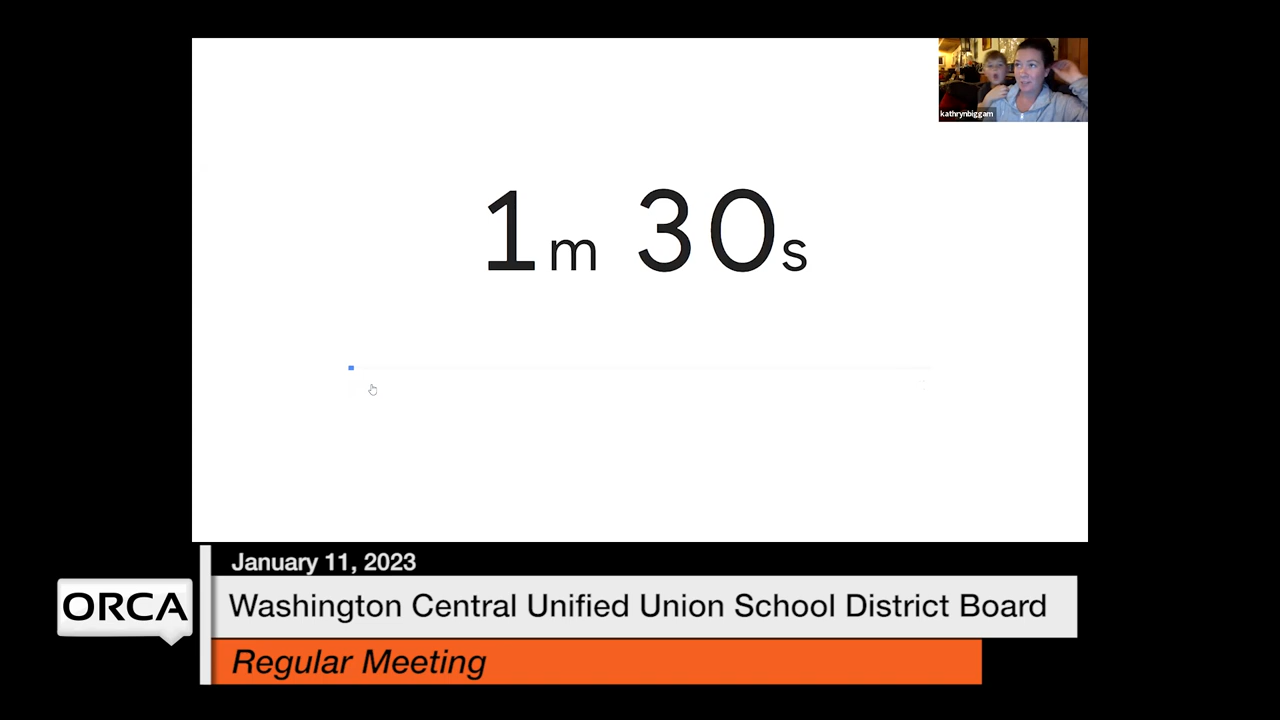 kathrynbiggam
1m 30s
January 11, 2023
ORCA
Washington Central Unified Union School District Board
Regular Meeting